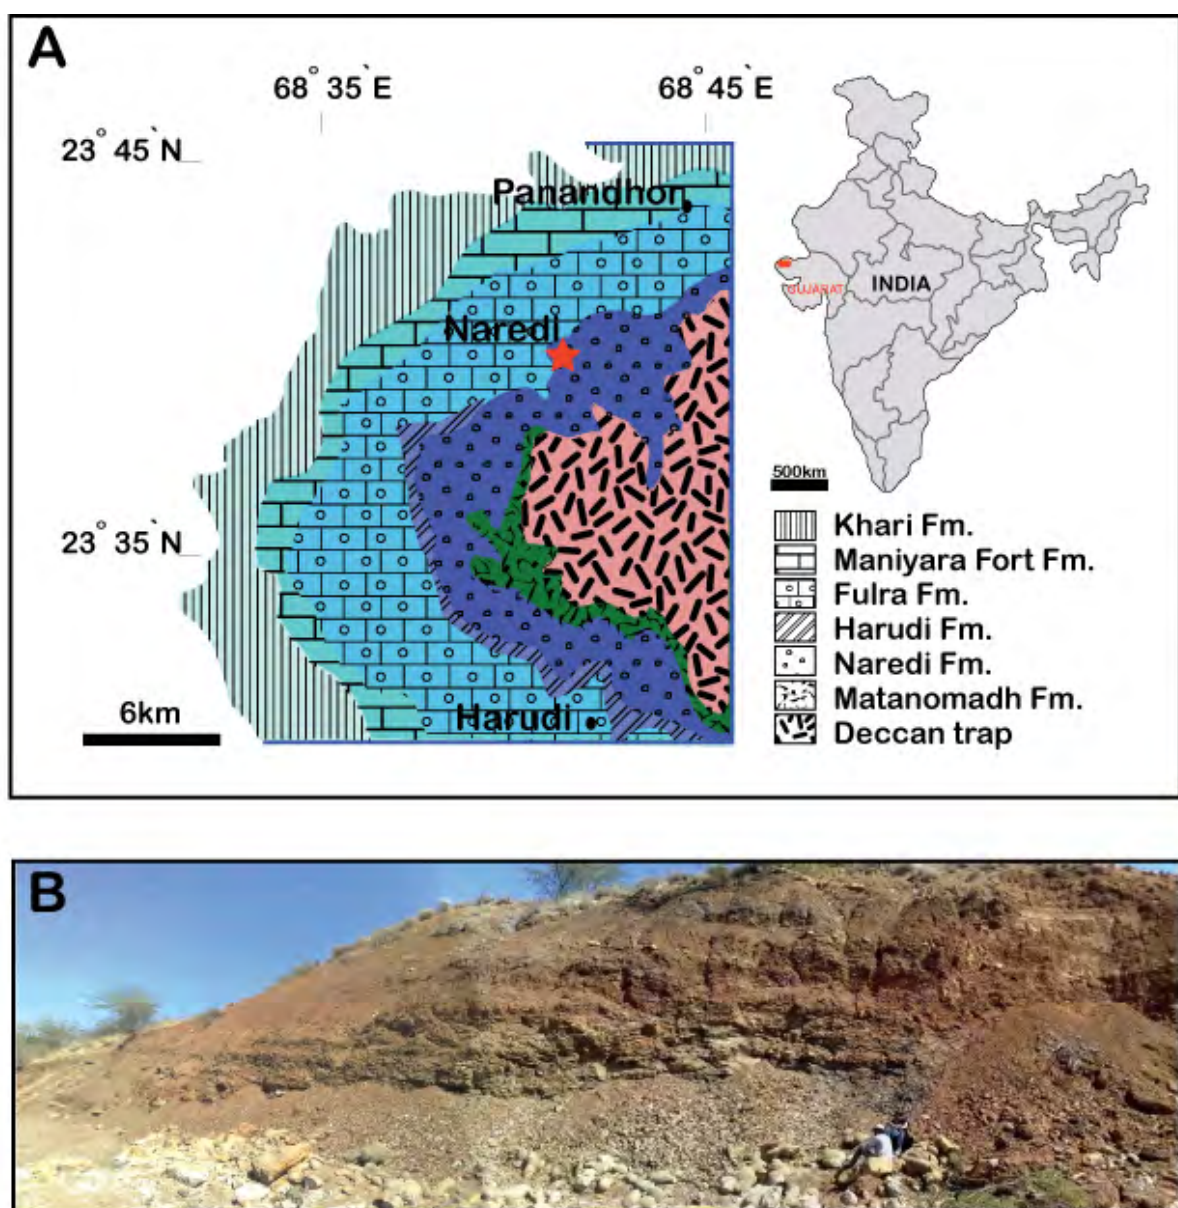 A
68° 35` E
68° 45` E
23° 45` N
Panandhon
Naredi
INDIA
GUJARAT
500km
23° 35` N
Khari Fm.
Maniyara Fort Fm.
Fulra Fm.
Harudi Fm.
Naredi Fm.
Matanomadh Fm.
Deccan trap
Harudi
6km
B